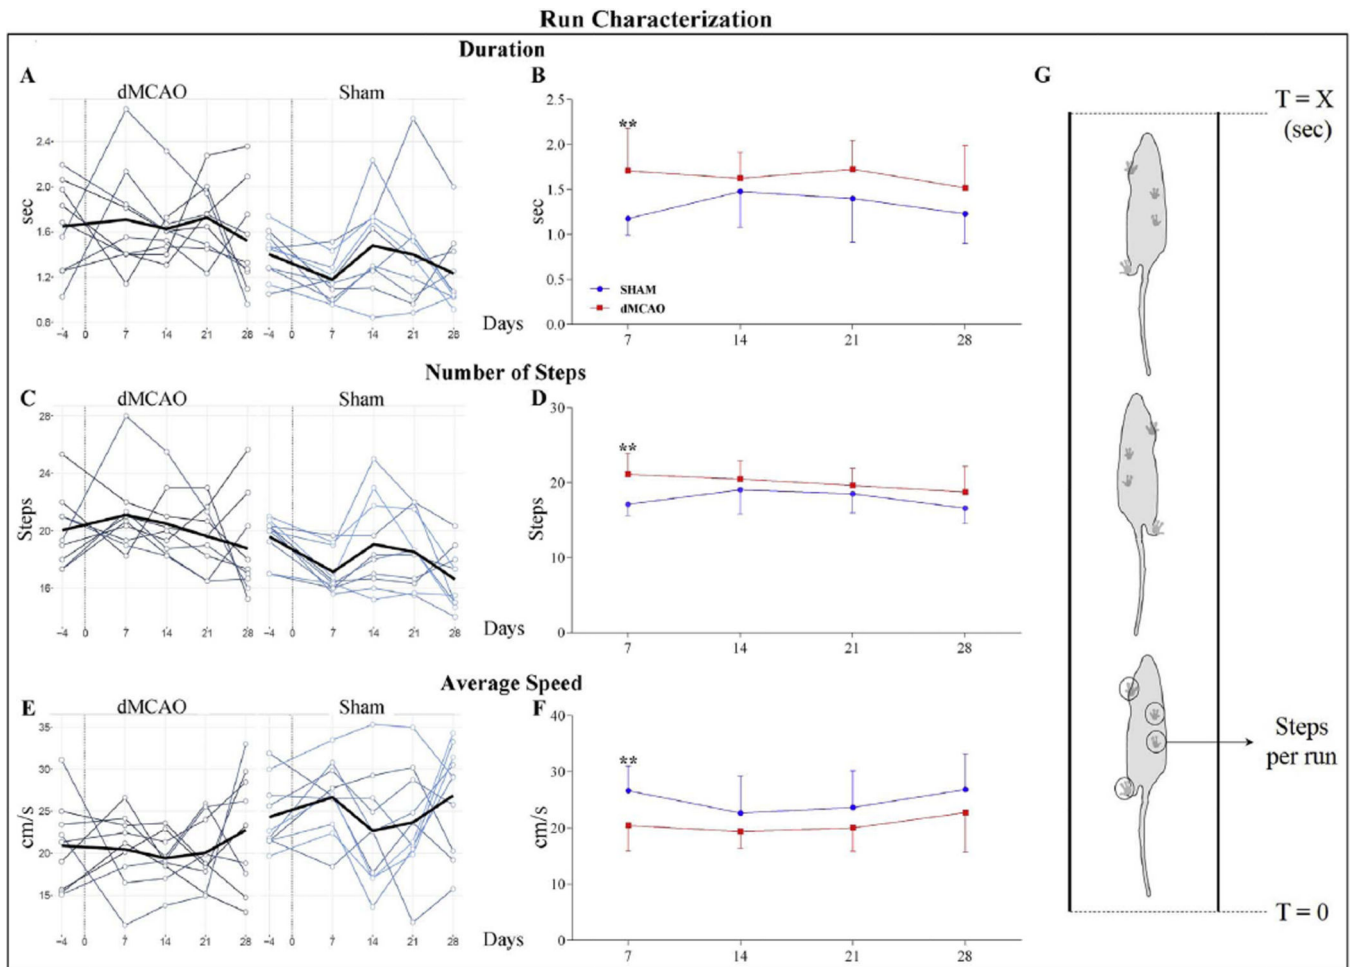 Run Characterization
Duration
A
dMCAO
Sham
sec
2.4
2.0
1.6
1.2
0.8
-4 0 7 14 21 28
-4 0 7 14 21 28
Days
B
**
sec
2.5
2.0
1.5
1.0
0.5
0.0
SHAM
dMCAO
7 14 21 28
Number of Steps
C
dMCAO
Sham
Steps
28
24
20
16
-4 0 7 14 21 28
-4 0 7 14 21 28
Days
D
**
Steps
30
20
10
0
7 14 21 28
Average Speed
E
dMCAO
Sham
cm/s
35
30
25
20
15
-4 0 7 14 21 28
-4 0 7 14 21 28
Days
F
**
cm/s
40
30
20
10
0
7 14 21 28
G
T = X
(sec)
Steps
per run
T = 0